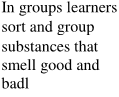 In groups learners
sort and group
substances that
smell good and
badl